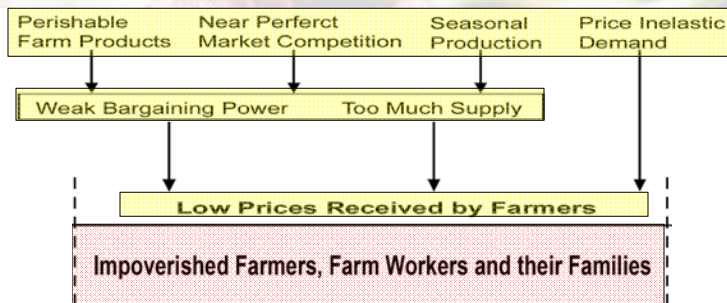 Perishable
Farm Products
Near Perferct
Market Competition
Seasonal
Production
Price Inelastic
Demand
Weak Bargaining Power
Too Much Supply
Low Prices Received by Farmers
Impoverished Farmers, Farm Workers and their Families